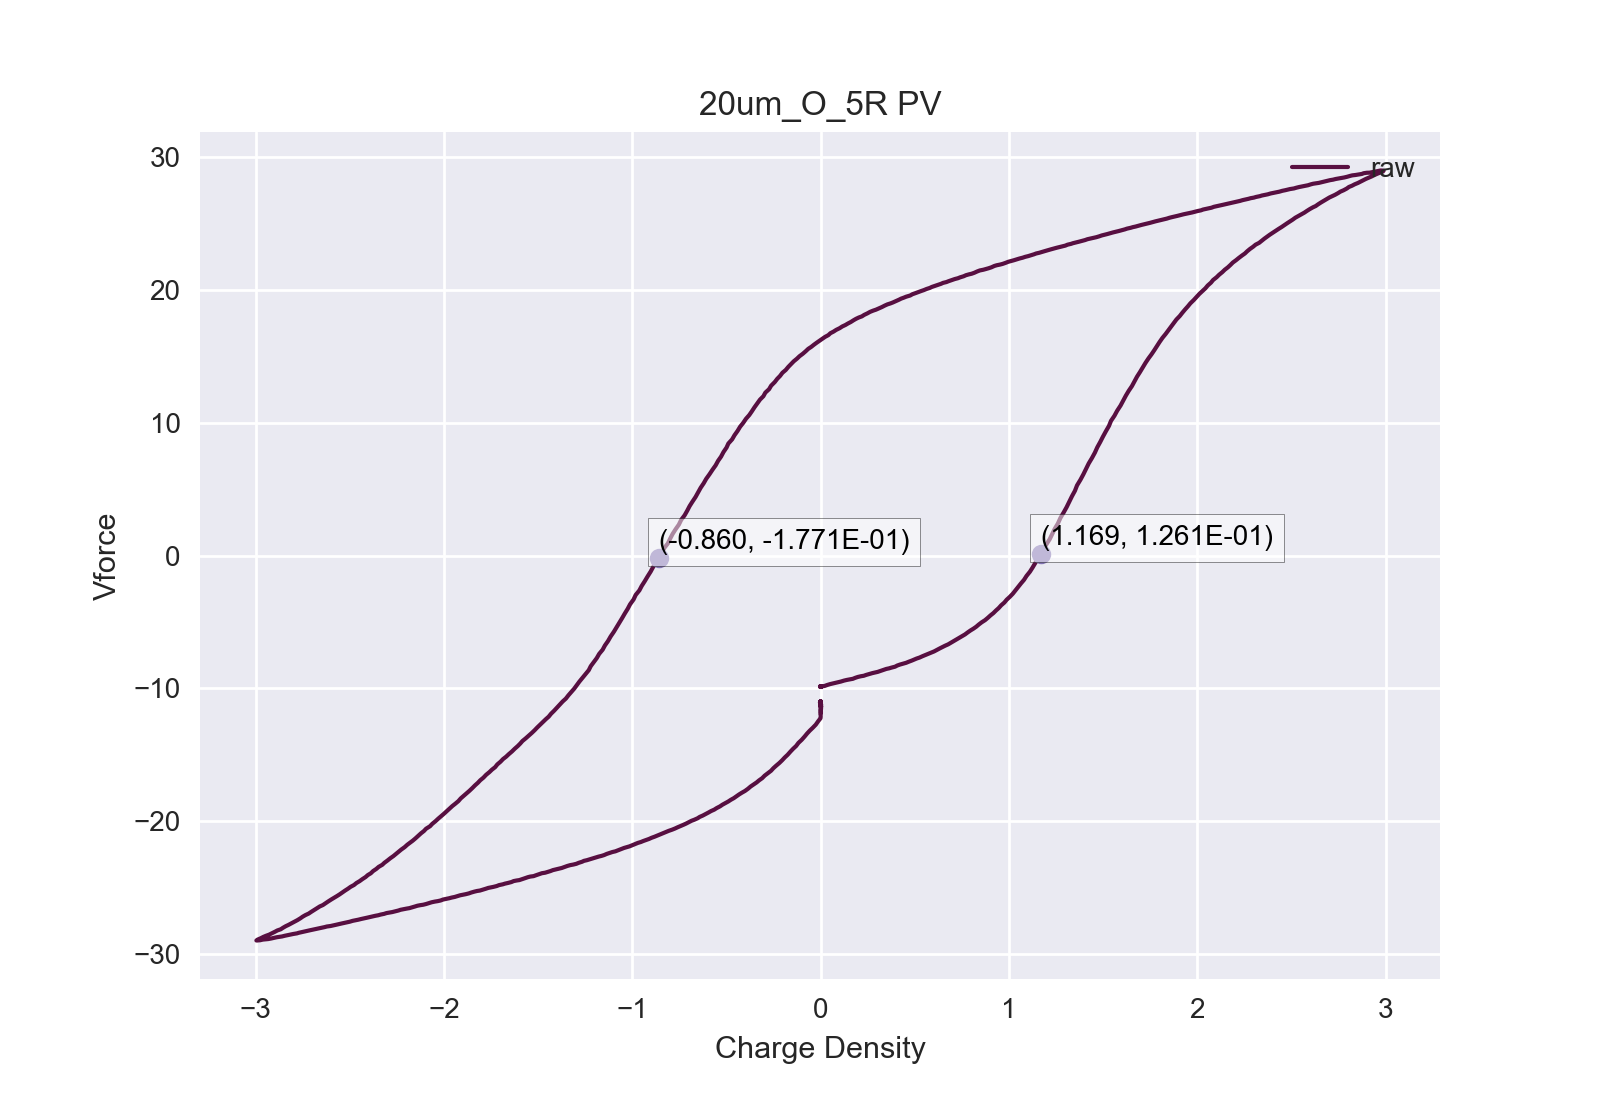 20um_O_5R PV
raw
30
20
10
0
−10
−20
−30
Vforce
(-0.860, -1.771E-01)
(1.169, 1.261E-01)
−3
−2
−1
0
1
2
3
Charge Density